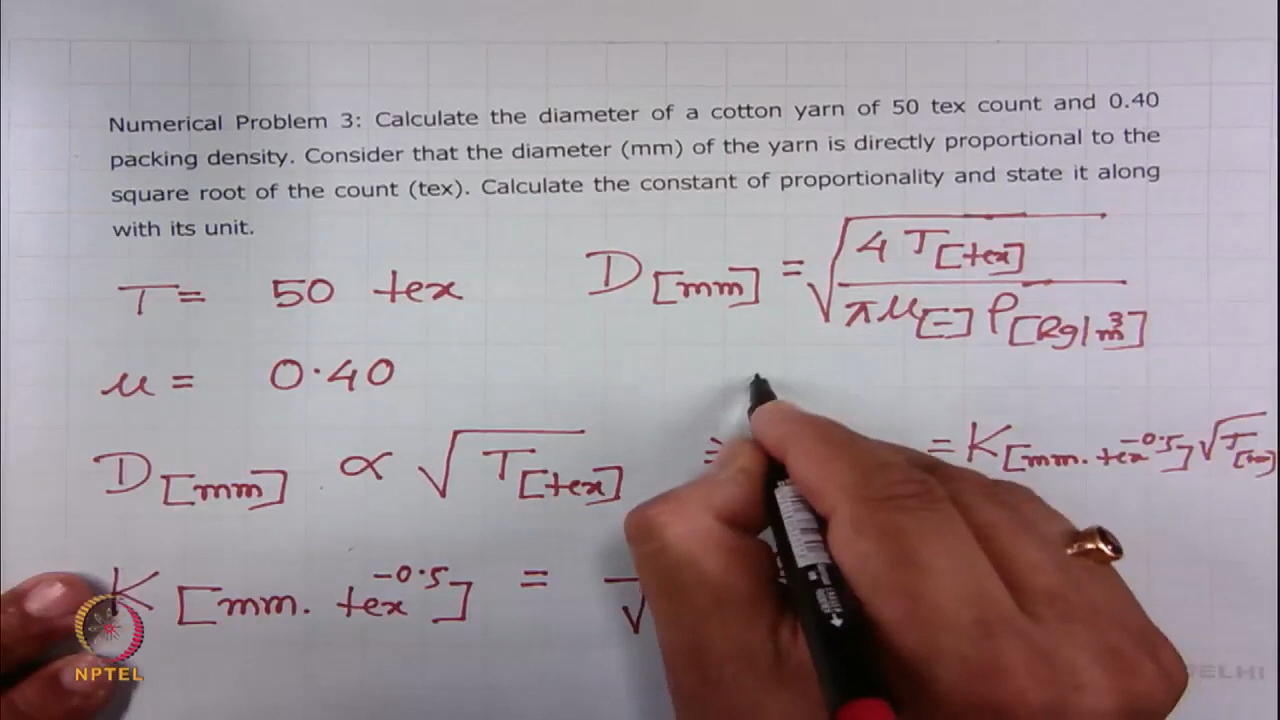 Numerical Problem 3: Calculate the diameter of a cotton yarn of 50 tex count and 0.40
packing density. Consider that the diameter (mm) of the yarn is directly proportional to the
square root of the count (tex). Calculate the constant of proportionality and state it along
with its unit.
T = 50 tex
D[mm] = √(4 T[tex] / π μ[-] ρ[kg/m³])
μ = 0.40
D[mm] ∝ √T[tex] ⇒ = K[mm.tex^-0.5] √T[tex]
K [mm. tex^-0.5] =
NPTEL
ELHI